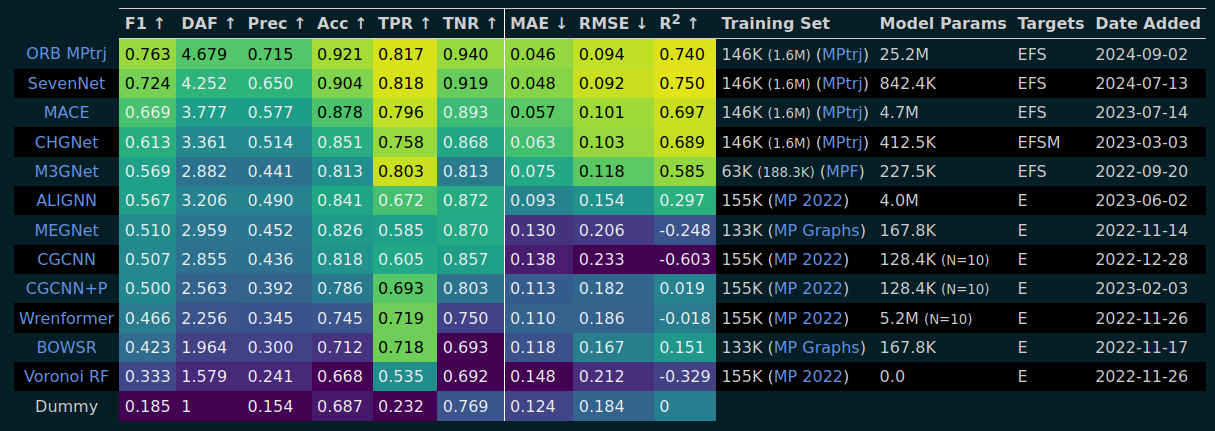 F1 ↑ DAF ↑ Prec ↑ Acc ↑ TPR ↑ TNR ↑ MAE ↓ RMSE ↓ R² ↑ Training Set Model Params Targets Date Added
ORB MPtrj 0.763 4.679 0.715 0.921 0.817 0.940 0.046 0.094 0.740 146K (1.6M) (MPtrj) 25.2M EFS 2024-09-02
SevenNet 0.724 4.252 0.650 0.904 0.818 0.919 0.048 0.092 0.750 146K (1.6M) (MPtrj) 842.4K EFS 2024-07-13
MACE 0.669 3.777 0.577 0.878 0.796 0.893 0.057 0.101 0.697 146K (1.6M) (MPtrj) 4.7M EFS 2023-07-14
CHGNet 0.613 3.361 0.514 0.851 0.758 0.868 0.063 0.103 0.689 146K (1.6M) (MPtrj) 412.5K EFSM 2023-03-03
M3GNet 0.569 2.882 0.441 0.813 0.803 0.813 0.075 0.118 0.585 63K (188.3K) (MPF) 227.5K EFS 2022-09-20
ALIGNN 0.567 3.206 0.490 0.841 0.672 0.872 0.093 0.154 0.297 155K (MP 2022) 4.0M E 2023-06-02
MEGNet 0.510 2.959 0.452 0.826 0.585 0.870 0.130 0.206 -0.248 133K (MP Graphs) 167.8K E 2022-11-14
CGCNN 0.507 2.855 0.436 0.818 0.605 0.857 0.138 0.233 -0.603 155K (MP 2022) 128.4K (N=10) E 2022-12-28
CGCNN+P 0.500 2.563 0.392 0.786 0.693 0.803 0.113 0.182 0.019 155K (MP 2022) 128.4K (N=10) E 2023-02-03
Wrenformer 0.466 2.256 0.345 0.745 0.719 0.750 0.110 0.186 -0.018 155K (MP 2022) 5.2M (N=10) E 2022-11-26
BOWSR 0.423 1.964 0.300 0.712 0.718 0.693 0.118 0.167 0.151 133K (MP Graphs) 167.8K E 2022-11-17
Voronoi RF 0.333 1.579 0.241 0.668 0.535 0.692 0.148 0.212 -0.329 155K (MP 2022) 0.0 E 2022-11-26
Dummy 0.185 1 0.154 0.687 0.232 0.769 0.124 0.184 0